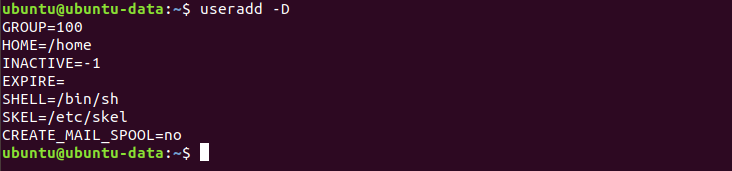 ubuntu@ubuntu-data:~$ useradd -D
GROUP=100
HOME=/home
INACTIVE=-1
EXPIRE=
SHELL=/bin/sh
SKEL=/etc/skel
CREATE_MAIL_SPOOL=no
ubuntu@ubuntu-data:~$